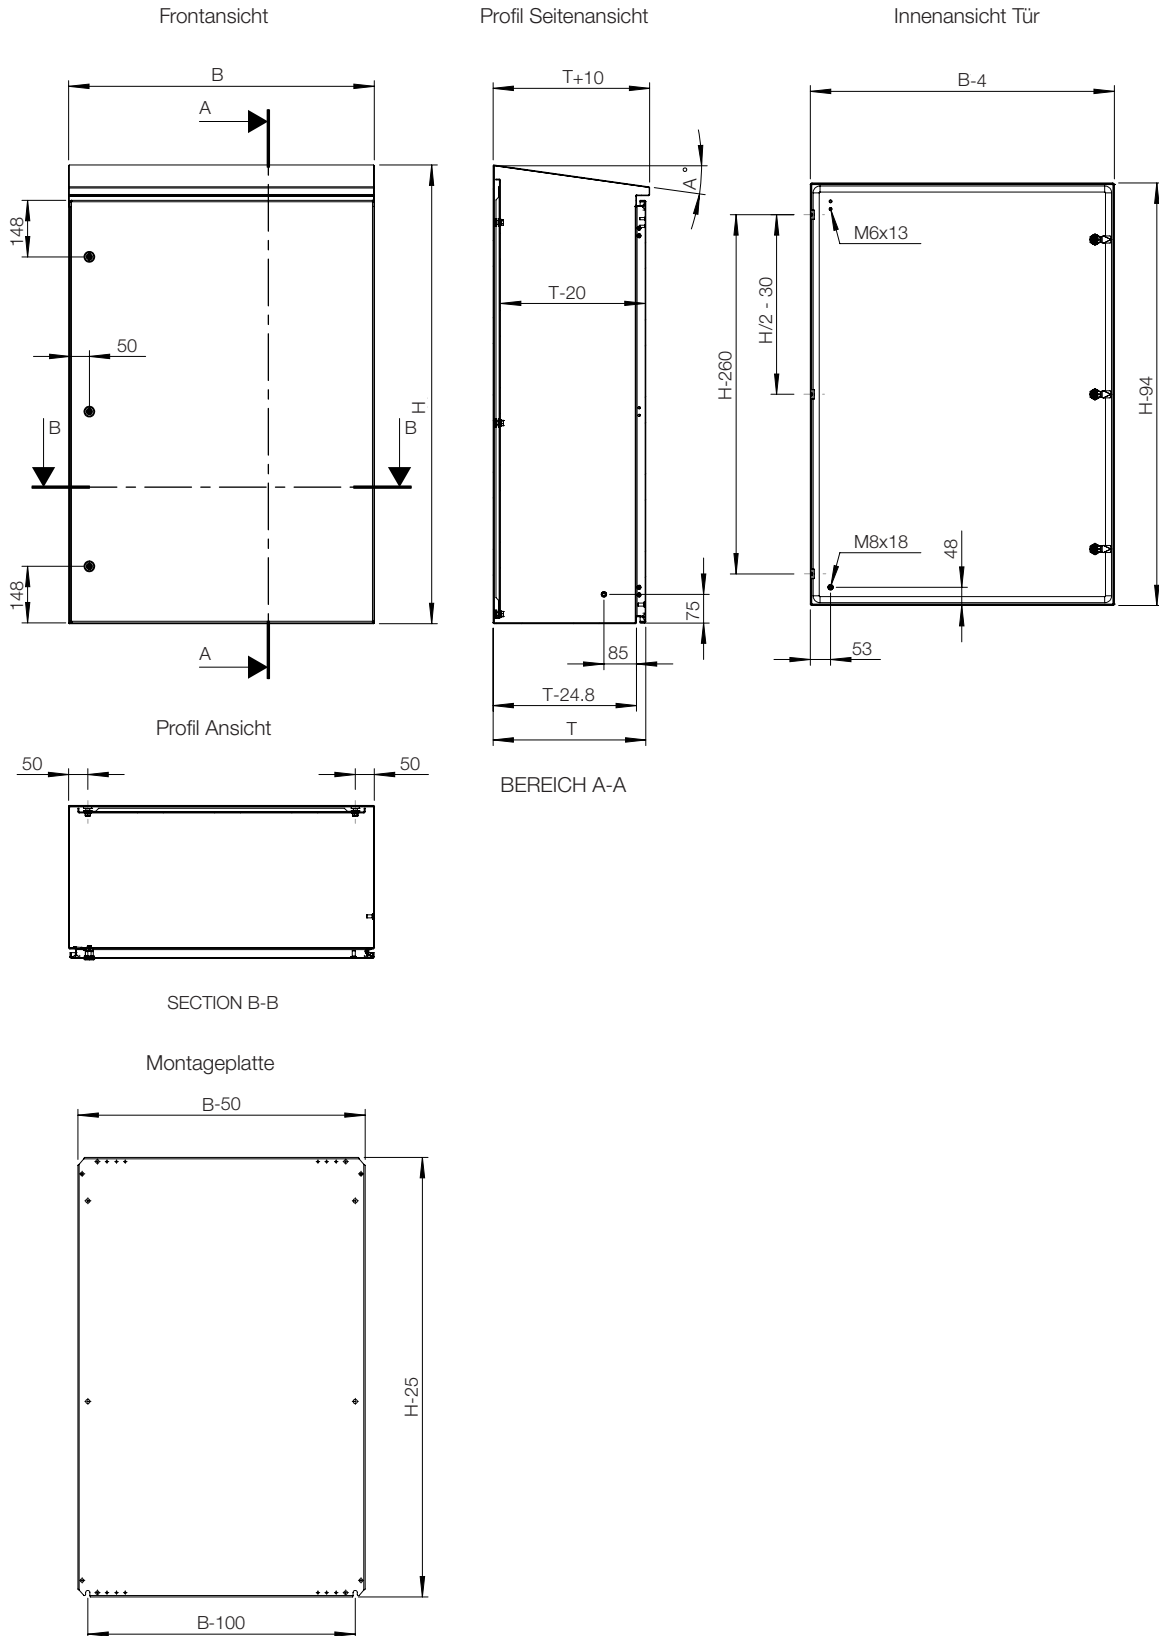 Frontansicht
Profil Seitenansicht
Innenansicht Tür
B
T+10
B-4
A
A°
148
M6x13
T-20
H/2 - 30
50
H-260
H
H-94
B
B
M8x18
48
148
75
A
85
53
T-24.8
Profil Ansicht
T
50
50
BEREICH A-A
SECTION B-B
Montageplatte
B-50
H-25
B-100